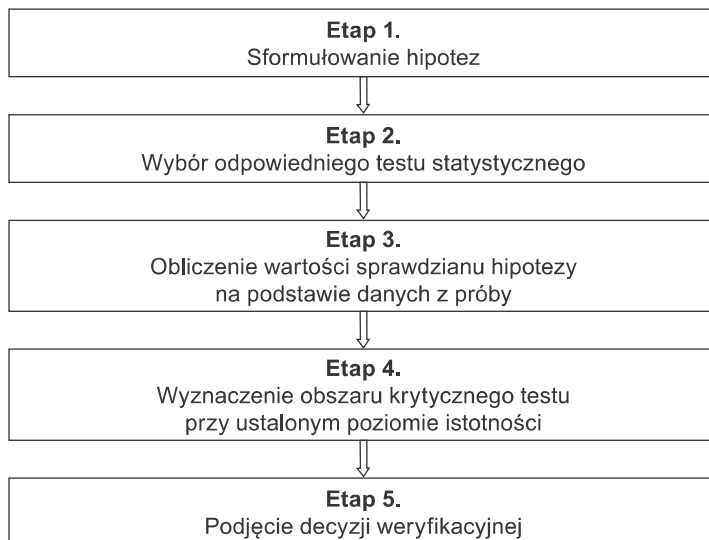 Etap 1.
Sformułowanie hipotez
Etap 2.
Wybór odpowiedniego testu statystycznego
Etap 3.
Obliczenie wartości sprawdzianu hipotezy
na podstawie danych z próby
Etap 4.
Wyznaczenie obszaru krytycznego testu
przy ustalonym poziomie istotności
Etap 5.
Podjęcie decyzji weryfikacyjnej